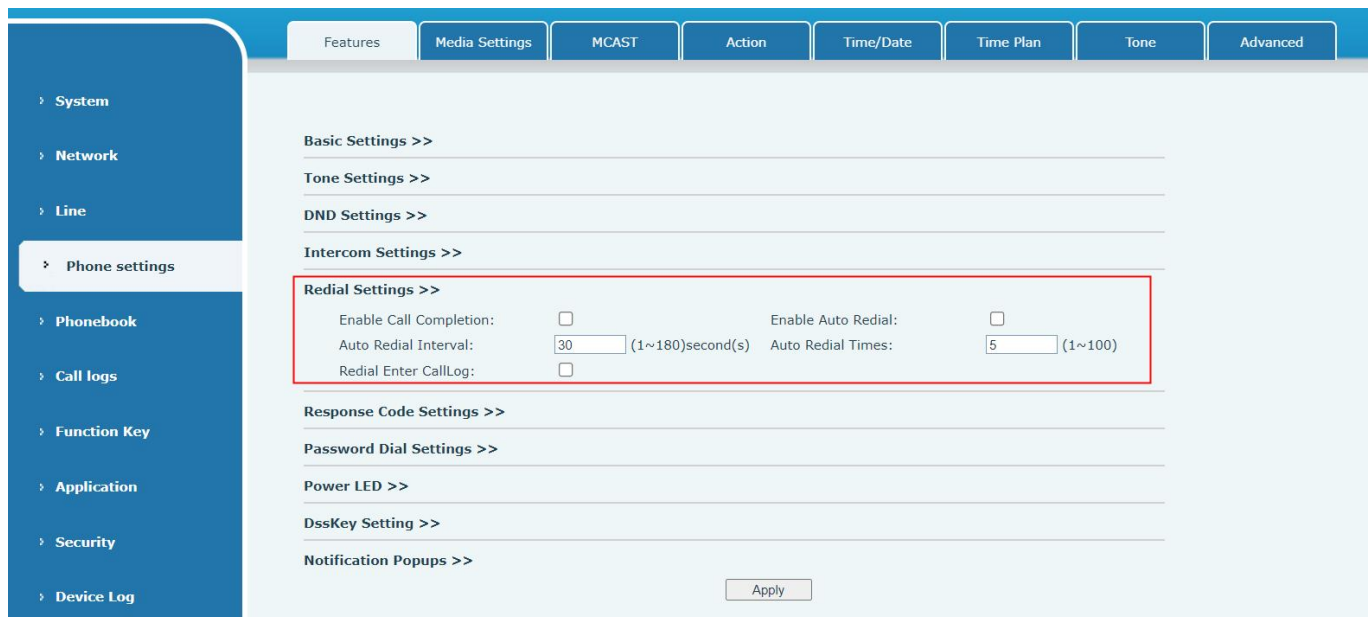 Features Media Settings MCAST Action Time/Date Time Plan Tone Advanced
System
Network
Line
Phone settings
Phonebook
Call logs
Function Key
Application
Security
Device Log
Basic Settings >>
Tone Settings >>
DND Settings >>
Intercom Settings >>
Redial Settings >>
Enable Call Completion: Enable Auto Redial:
Auto Redial Interval: 30 (1~180)second(s) Auto Redial Times: 5 (1~100)
Redial Enter CallLog:
Response Code Settings >>
Password Dial Settings >>
Power LED >>
DssKey Setting >>
Notification Popups >>
Apply